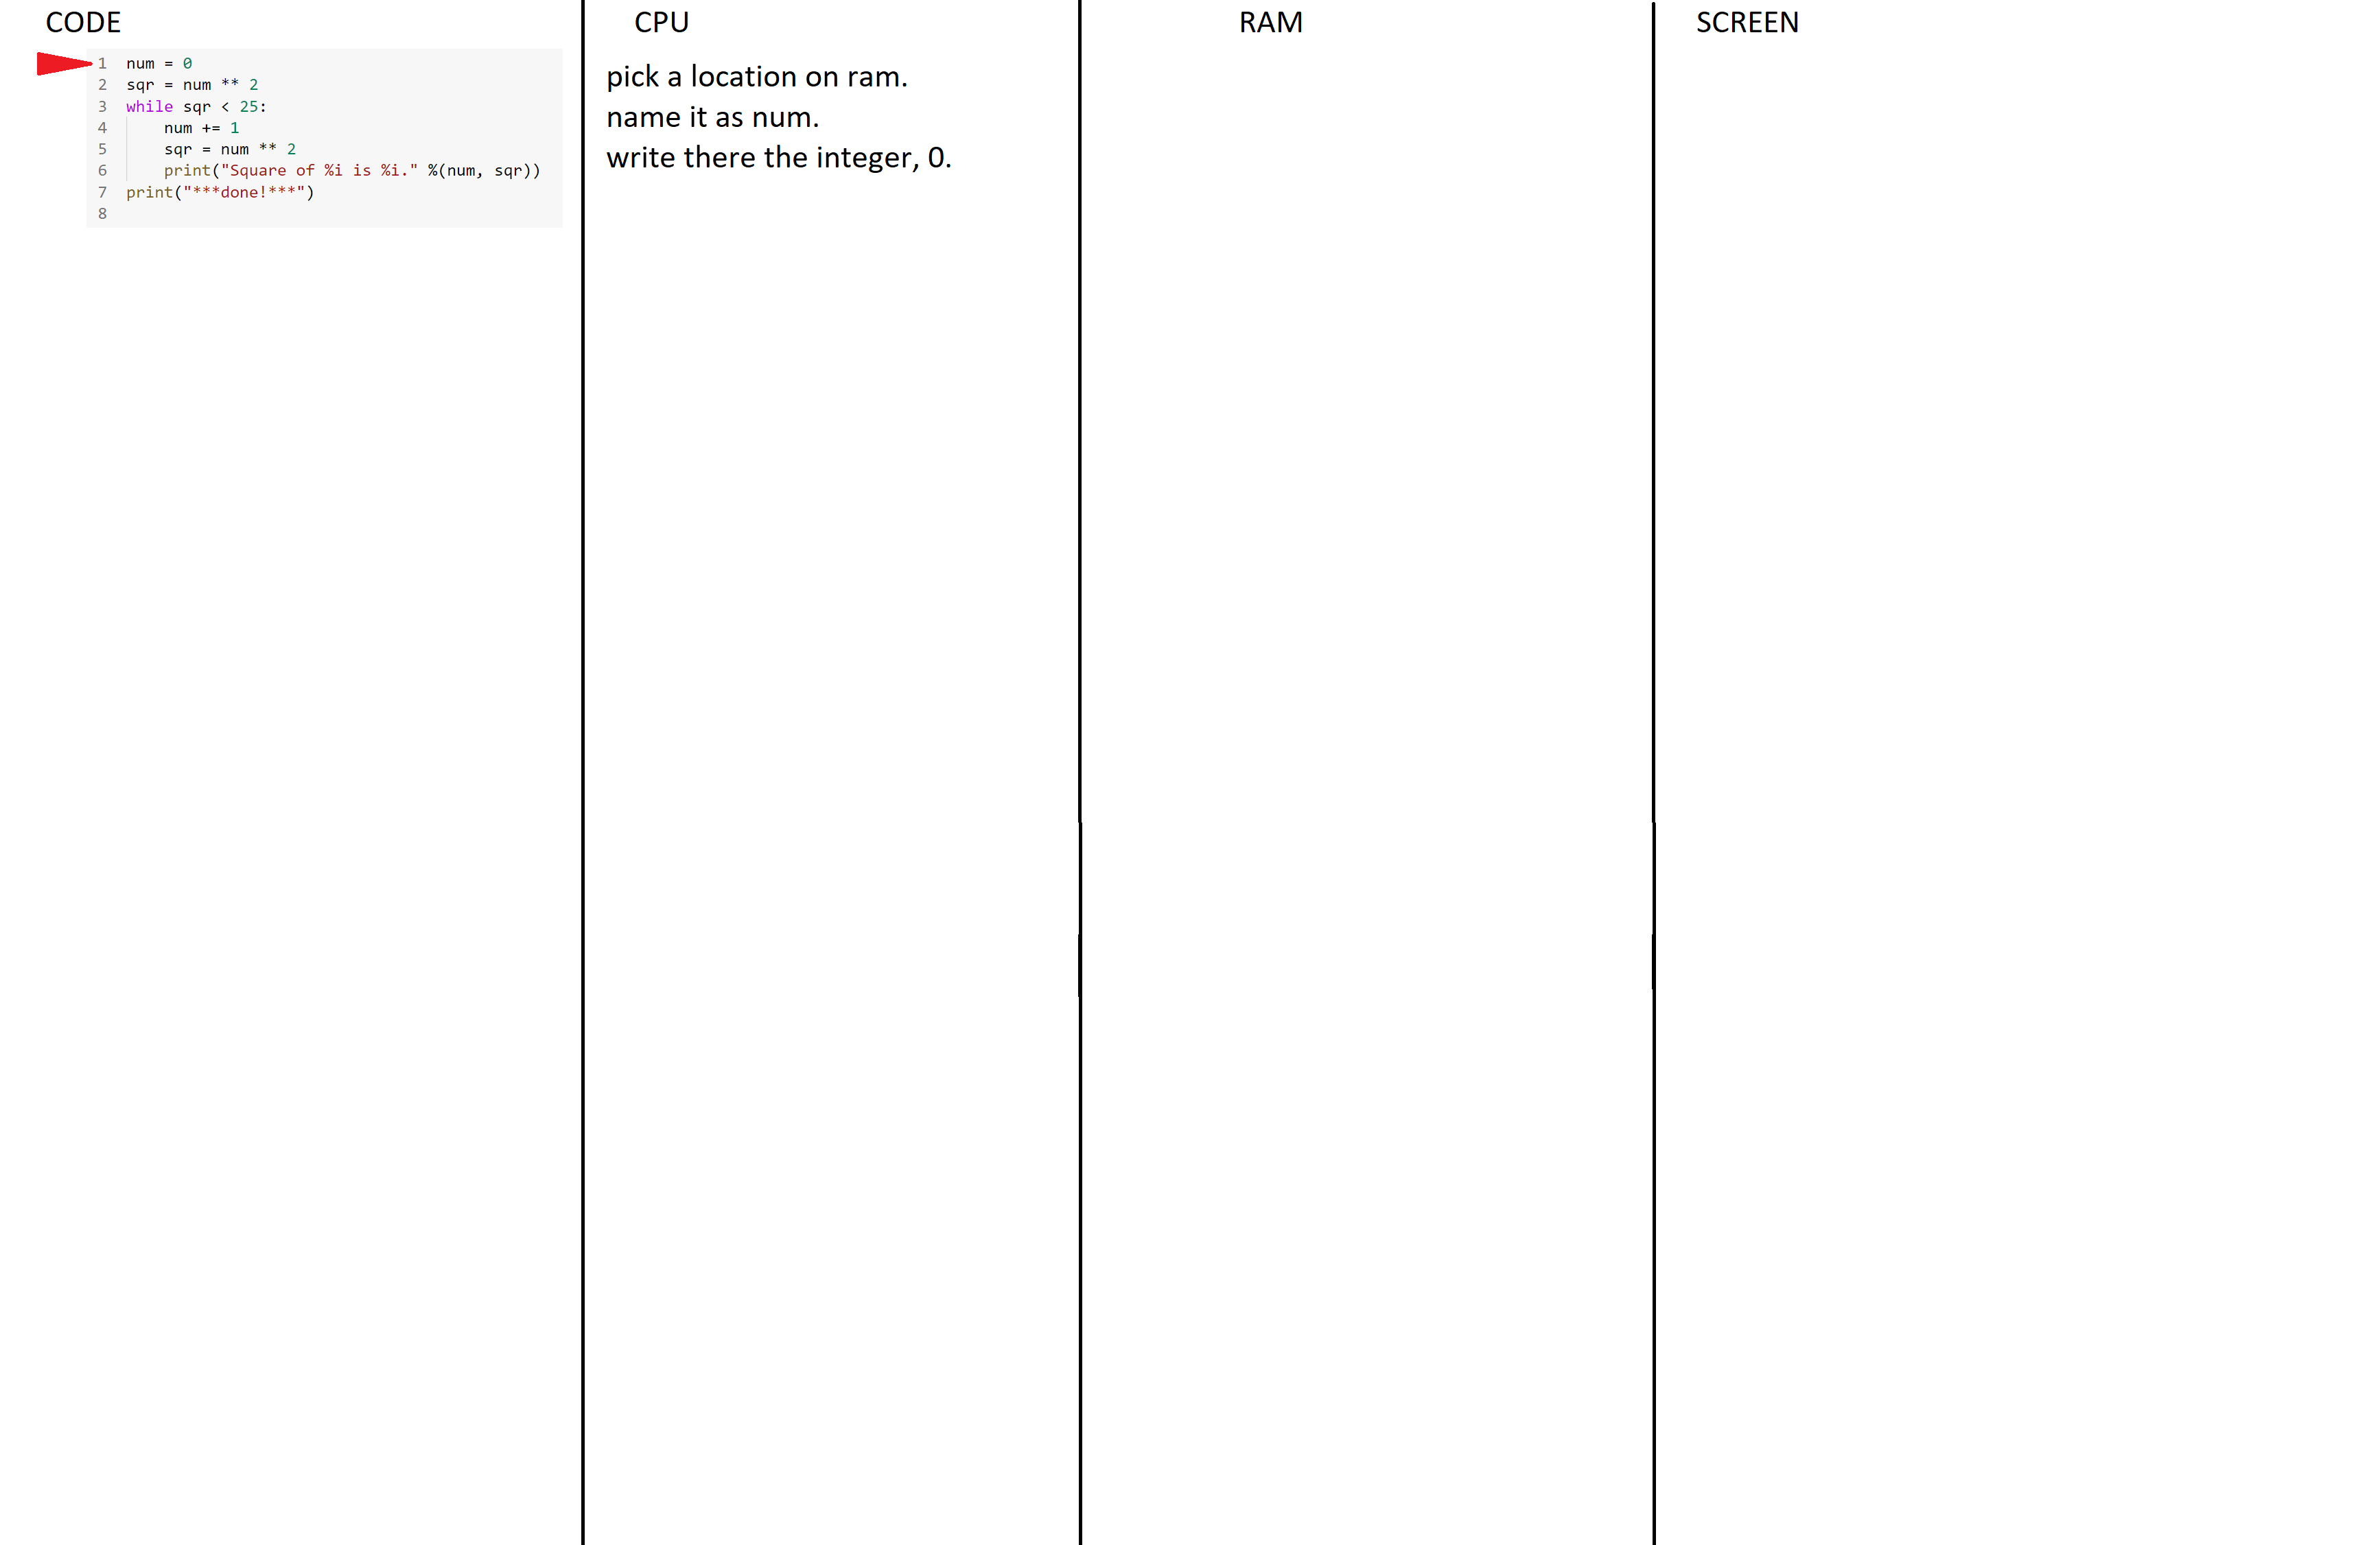 CODE
1 num = 0
2 sqr = num ** 2
3 while sqr < 25:
4     num += 1
5     sqr = num ** 2
6     print("Square of %i is %i." %(num, sqr))
7 print("***done!***")
8
CPU
pick a location on ram.
name it as num.
write there the integer, 0.
RAM
SCREEN